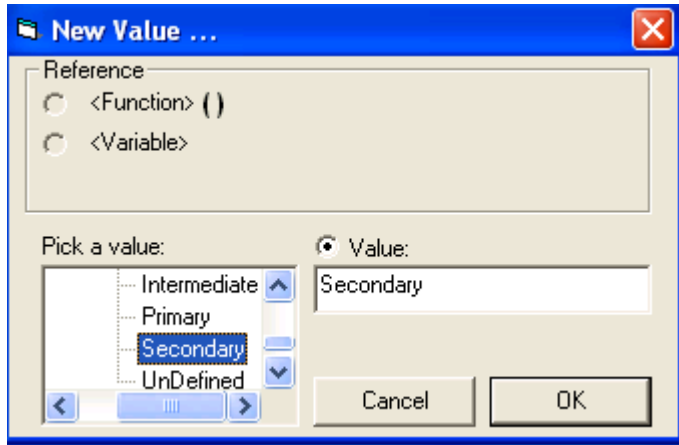 New Value ...
Reference
<Function> ( )
<Variable>
Pick a value:
Value:
Intermediate
Primary
Secondary
UnDefined
Secondary
Cancel
OK